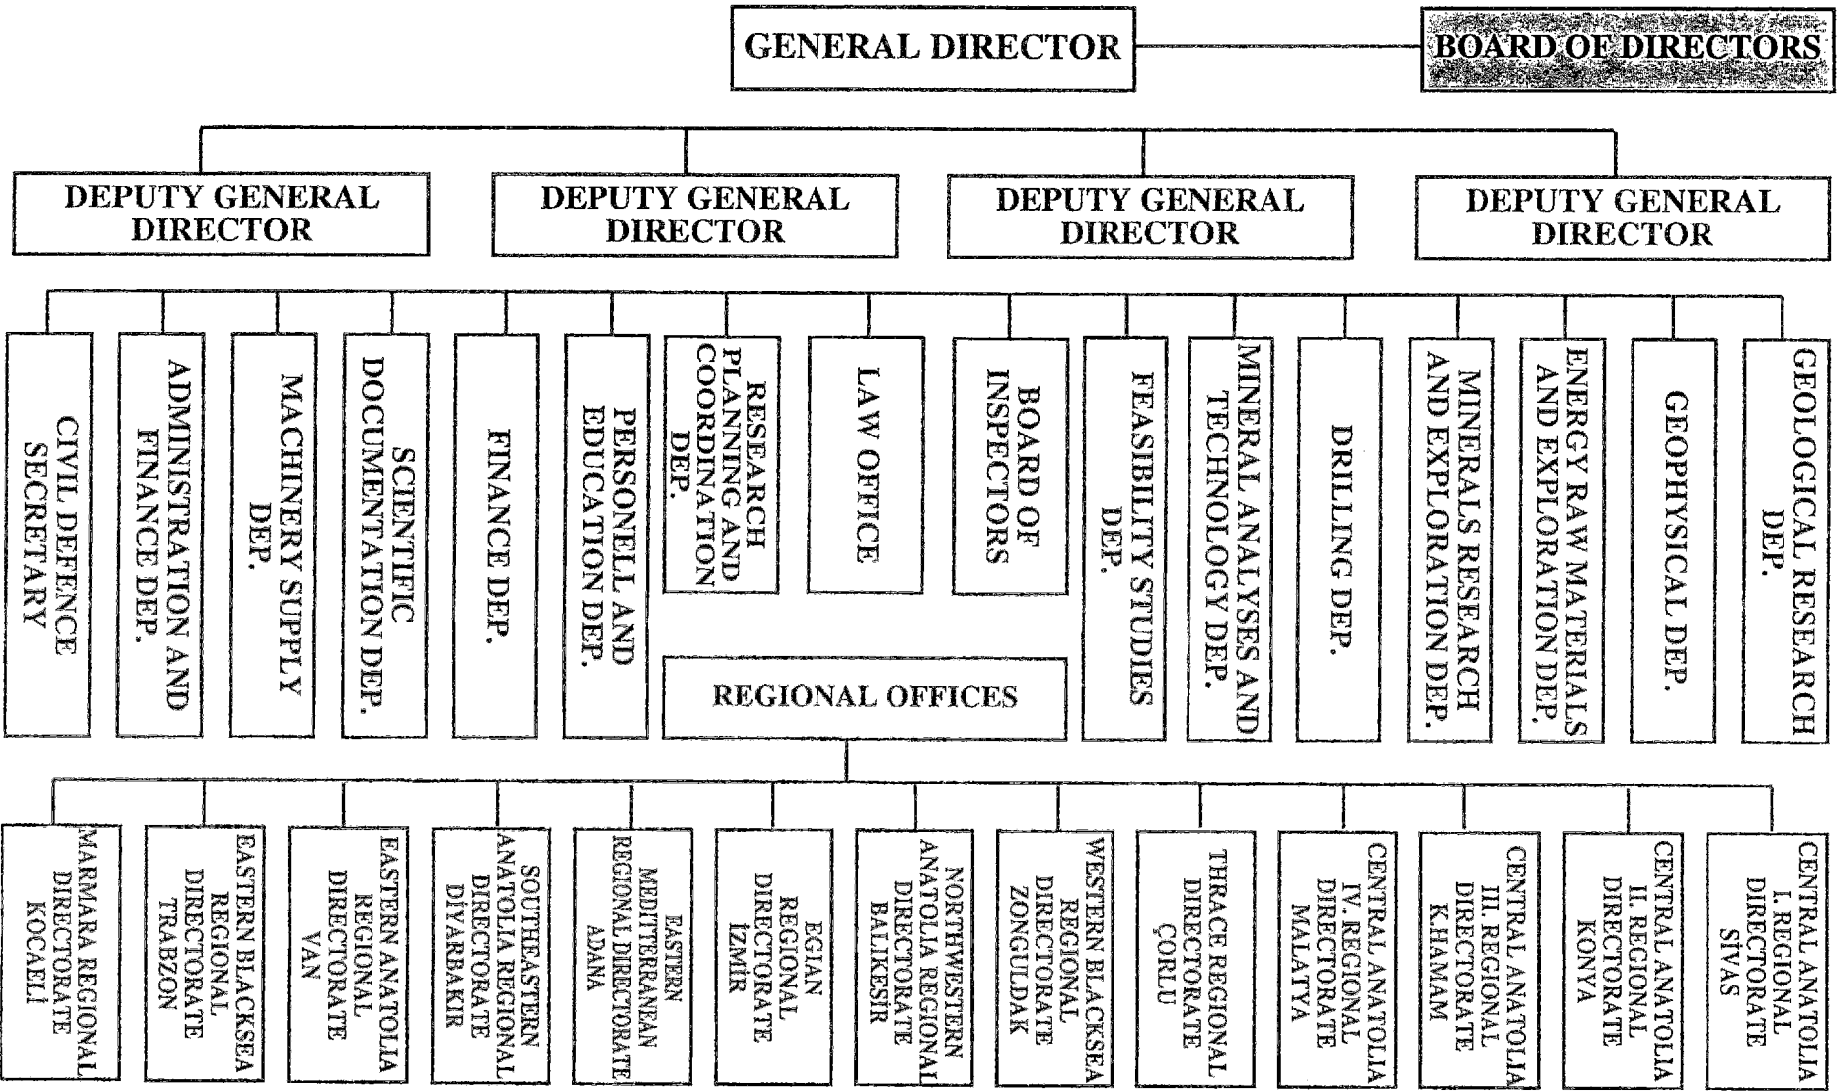 GENERAL DIRECTOR
BOARD OF DIRECTORS
DEPUTY GENERAL
DIRECTOR
DEPUTY GENERAL
DIRECTOR
DEPUTY GENERAL
DIRECTOR
DEPUTY GENERAL
DIRECTOR
CIVIL DEFENCE
SECRETARY
ADMINISTRATION AND
FINANCE DEP.
MACHINERY SUPPLY
DEP.
SCIENTIFIC
DOCUMENTATION DEP.
FINANCE DEP.
PERSONELL AND
EDUCATION DEP.
RESEARCH
PLANNING AND
COORDINATION
DEP.
LAW OFFICE
BOARD OF
INSPECTORS
FEASIBILITY STUDIES
DEP.
MINERAL ANALYSES AND
TECHNOLOGY DEP.
DRILLING DEP.
MINERALS RESEARCH
AND EXPLORATION DEP.
ENERGY RAW MATERIALS
AND EXPLORATION DEP.
GEOPHYSICAL DEP.
GEOLOGICAL RESEARCH
DEP.
REGIONAL OFFICES
MARMARA REGIONAL
DIRECTORATE
KOCAELİ
EASTERN BLACKSEA
REGIONAL
DIRECTORATE
TRABZON
EASTERN ANATOLIA
REGIONAL
DIRECTORATE
VAN
SOUTHEASTERN
ANATOLIA REGIONAL
DIRECTORATE
DİYARBAKIR
EASTERN
MEDITERRANEAN
REGIONAL DIRECTORATE
ADANA
EGIAN
REGIONAL
DIRECTORATE
İZMİR
NORTHWESTERN
ANATOLIA REGIONAL
DIRECTORATE
BALIKESİR
WESTERN BLACKSEA
REGIONAL
DIRECTORATE
ZONGULDAK
THRACE REGIONAL
DIRECTORATE
ÇORLU
CENTRAL ANATOLIA
IV. REGIONAL
DIRECTORATE
MALATYA
CENTRAL ANATOLIA
III. REGIONAL
DIRECTORATE
K.HAMAM
CENTRAL ANATOLIA
II. REGIONAL
DIRECTORATE
KONYA
CENTRAL ANATOLIA
I. REGIONAL
DIRECTORATE
SİVAS